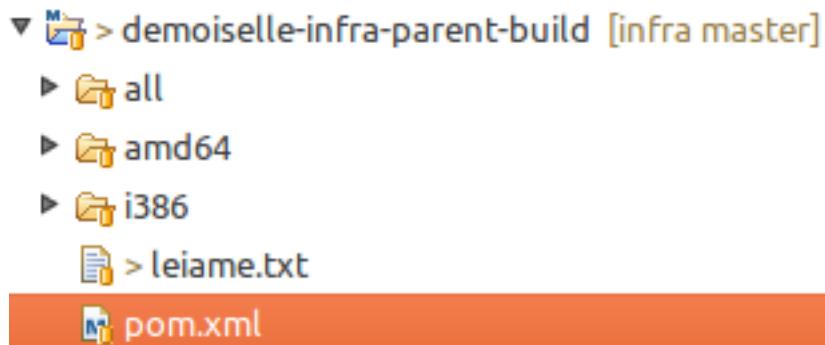 > demoiselle-infra-parent-build [infra master]
all
amd64
i386
> leiame.txt
pom.xml